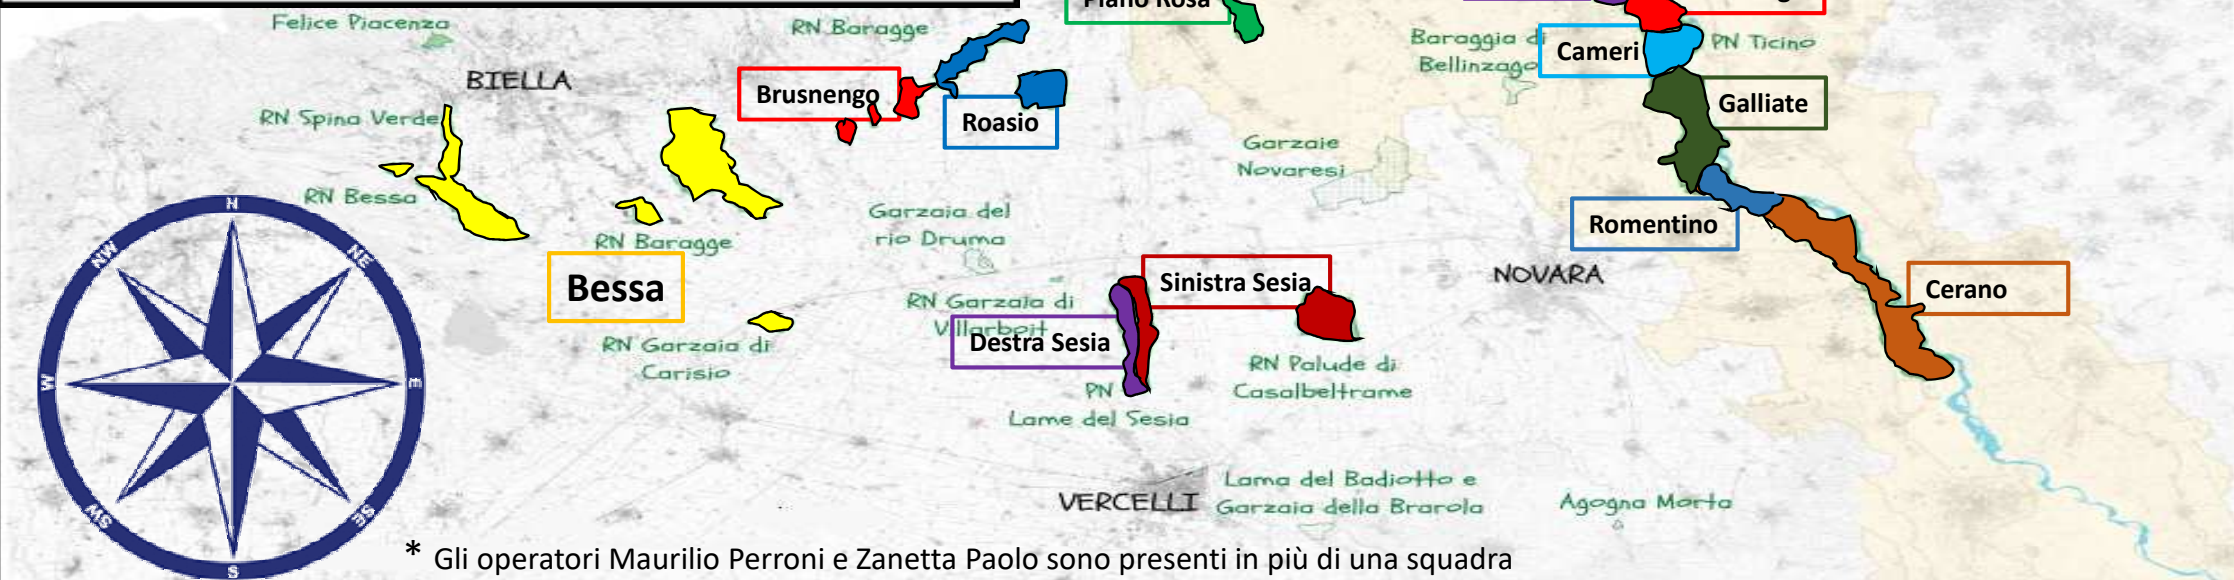 Piano Rosa
Felice Piacenza
RN Baragge
Baraggia di
Bellinzago
Cameri
PN Ticino
BIELLA
Brusnengo
Roasio
Galliate
RN Spina Verde
Garzaie
Novaresi
RN Bessa
Garzaia del
rio Druma
RN Baragge
Romentino
Bessa
Sinistra Sesia
NOVARA
Cerano
RN Garzaia di
Villarboit
Destra Sesia
RN Garzaia di
Carisio
RN Palude di
Casalbeltrame
PN
Lame del Sesia
VERCELLI
Lama del Badiotto e
Garzaia della Brarola
Agogna Morta
N
NE
E
SE
S
SW
W
NW
* Gli operatori Maurilio Perroni e Zanetta Paolo sono presenti in più di una squadra